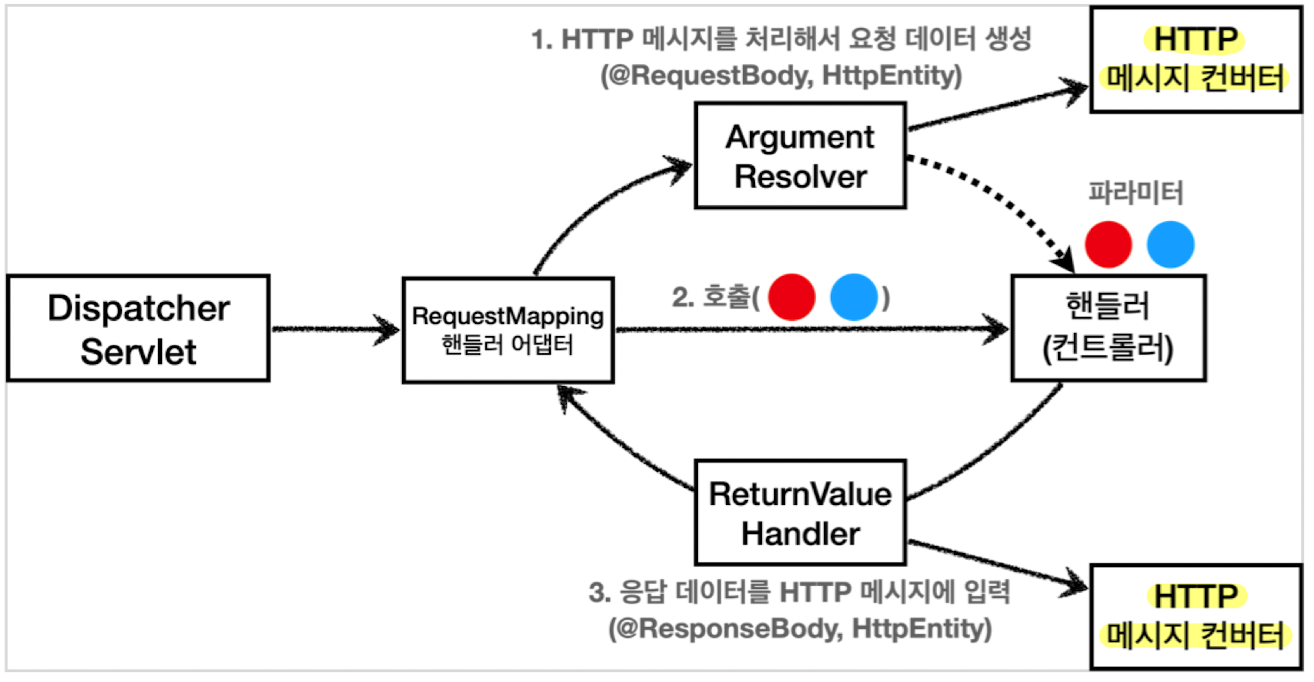 1. HTTP 메시지를 처리해서 요청 데이터 생성
(@RequestBody, HttpEntity)
HTTP
메시지 컨버터
Argument
Resolver
파라미터
Dispatcher
Servlet
RequestMapping
핸들러 어댑터
2. 호출( )
핸들러
(컨트롤러)
ReturnValue
Handler
3. 응답 데이터를 HTTP 메시지에 입력
(@ResponseBody, HttpEntity)
HTTP
메시지 컨버터